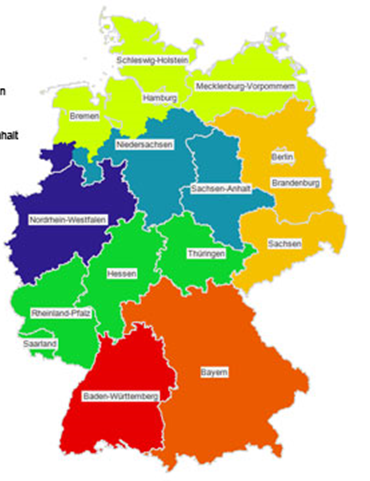 Schleswig-Holstein
Mecklenburg-Vorpommern
n
Hamburg
Bremen
nhalt
Niedersachsen
Berlin
Sachsen-Anhalt
Brandenburg
Nordrhein-Westfalen
Sachsen
Thüringen
Hessen
Rheinland-Pfalz
Saarland
Bayern
Baden-Württemberg